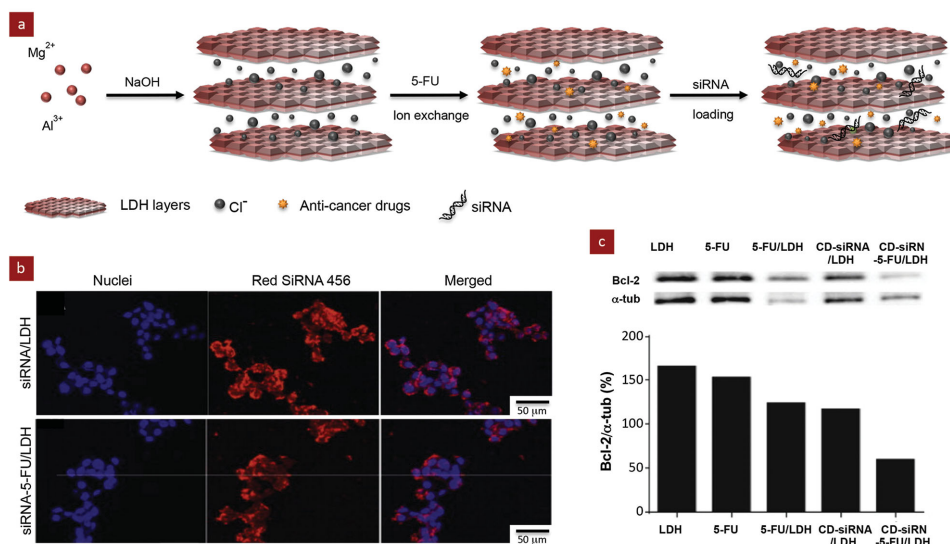 a
Mg2+
Al3+
NaOH
5-FU
Ion exchange
siRNA
loading
LDH layers
Cl−
Anti-cancer drugs
siRNA
b
Nuclei
Red SiRNA 456
Merged
siRNA/LDH
50 μm
siRNA-5-FU/LDH
50 μm
c
LDH
5-FU
5-FU/LDH
CD-siRNA
/LDH
CD-siRN
-5-FU/LDH
Bcl-2
α-tub
Bcl-2/α-tub (%)
200
150
100
50
0
LDH
5-FU
5-FU/LDH
CD-siRNA
/LDH
CD-siRN
-5-FU/LDH